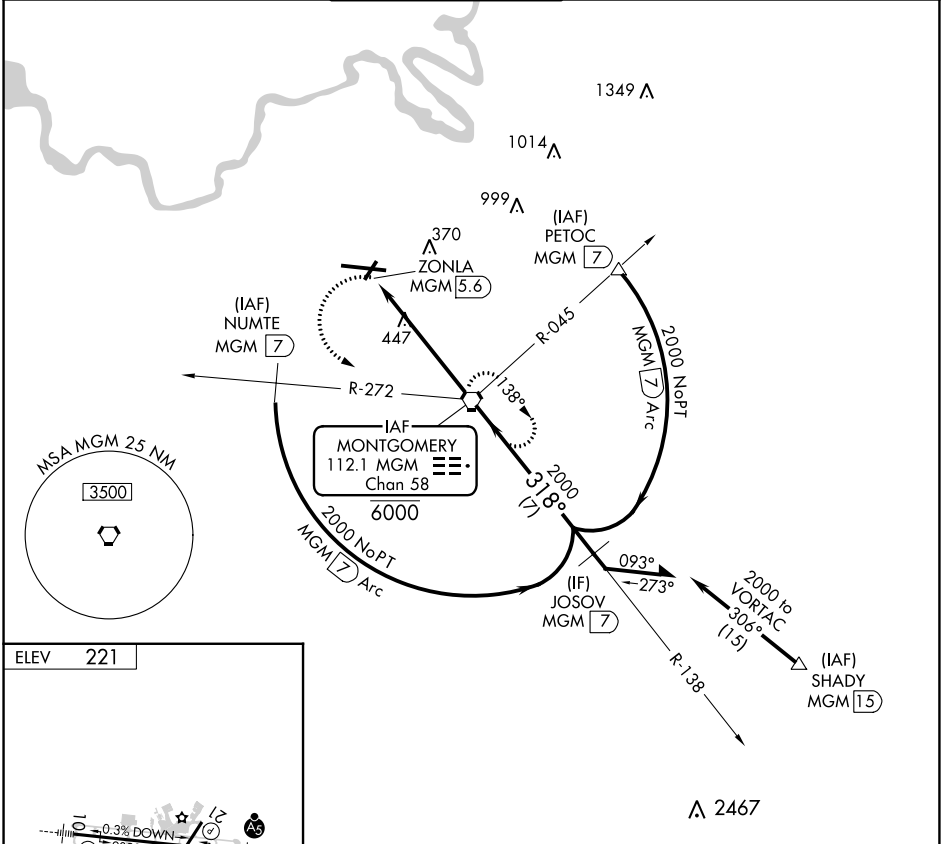 1349
1014
999
(IAF)
PETOC
MGM 7
370
ZONLA
MGM 5.6
(IAF)
NUMTE
MGM 7
447
R-045
2000 NoPT
MGM 7 Arc
R-272
138°
IAF
MONTGOMERY
112.1 MGM
Chan 58
6000
2000
318°
(7)
MSA MGM 25 NM
3500
2000 NoPT
MGM 7 Arc
093°
273°
(IF)
JOSOV
MGM 7
2000 to
VORTAC
306°
(15)
(IAF)
SHADY
MGM 15
R-138
ELEV 221
2467
10
0.3% DOWN
21
A5